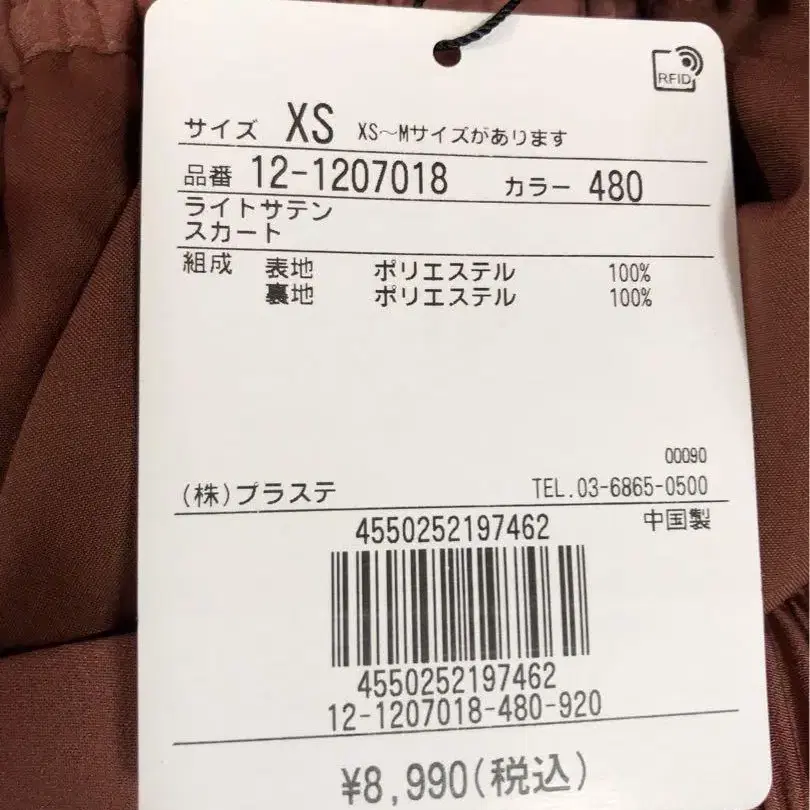 RFID
サイズ XS XS~Mサイズがあります
品番 12-1207018 カラー 480
ライトサテン
スカート
組成 表地 ポリエステル 100%
裏地 ポリエステル 100%
00090
(株)プラステ TEL.03-6865-0500
中国製
4550252197462
4550252197462
12-1207018-480-920
¥8,990(税込)